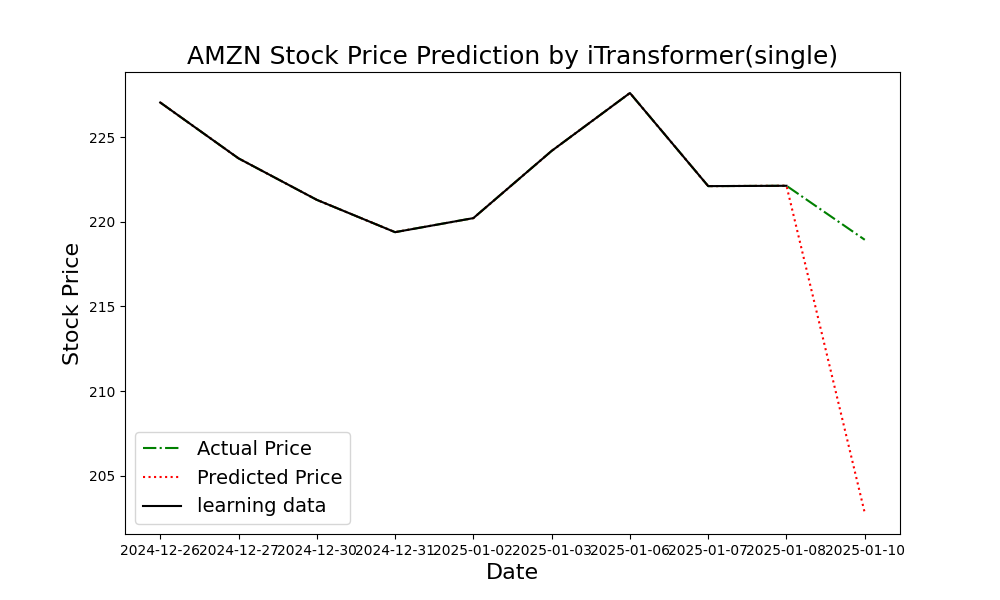 AMZN Stock Price Prediction by iTransformer(single)
Stock Price
225
220
215
210
205
Actual Price
Predicted Price
learning data
2024-12-26 2024-12-27 2024-12-30 2024-12-31 2025-01-02 2025-01-03 2025-01-06 2025-01-07 2025-01-08 2025-01-10
Date